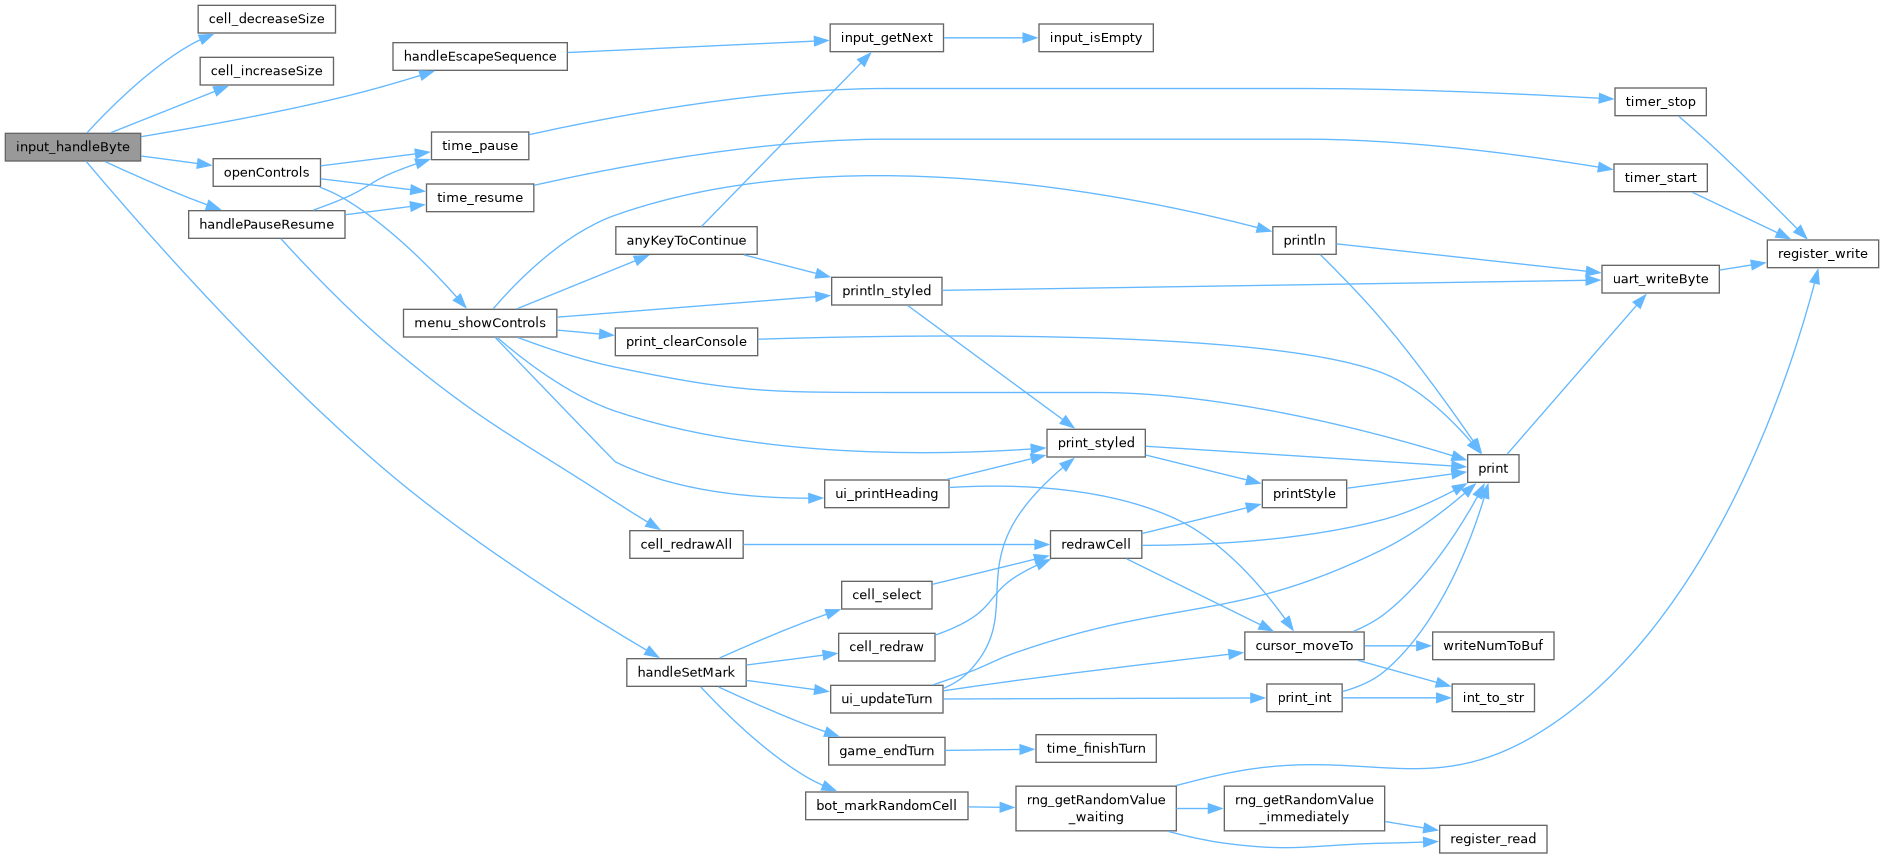 input_handleByte
cell_decreaseSize
cell_increaseSize
handleEscapeSequence
openControls
handlePauseResume
time_pause
time_resume
menu_showControls
anyKeyToContinue
print_clearConsole
cell_redrawAll
handleSetMark
input_getNext
input_isEmpty
println_styled
ui_printHeading
cell_select
cell_redraw
ui_updateTurn
game_endTurn
bot_markRandomCell
print_styled
redrawCell
time_finishTurn
rng_getRandomValue
_waiting
println
printStyle
cursor_moveTo
print_int
rng_getRandomValue
_immediately
print
writeNumToBuf
int_to_str
register_read
timer_stop
timer_start
uart_writeByte
register_write